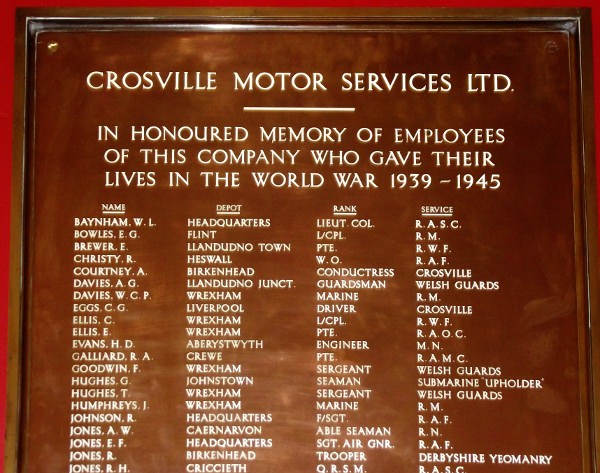 CROSVILLE MOTOR SERVICES LTD.
IN HONOURED MEMORY OF EMPLOYEES
OF THIS COMPANY WHO GAVE THEIR
LIVES IN THE WORLD WAR 1939-1945
NAME DEPOT RANK SERVICE
BAYNHAM, W. L. HEADQUARTERS LIEUT. COL. R. A. S. C.
BOWLES, E. G. FLINT L/CPL. R. M.
BREWER, E. LLANDUDNO TOWN PTE. R. W. F.
CHRISTY, R. HESWALL W. O. R. A. F.
COURTNEY, A. BIRKENHEAD CONDUCTRESS CROSVILLE
DAVIES, A. G. LLANDUDNO JUNCT. GUARDSMAN WELSH GUARDS
DAVIES, W. C. P. WREXHAM MARINE R. M.
EGGS, C. G. LIVERPOOL DRIVER CROSVILLE
ELLIS, C. WREXHAM L/CPL. R. W. F.
ELLIS, E. WREXHAM PTE. R. A. O. C.
EVANS, H. D. ABERYSTWYTH ENGINEER M. N.
GALLIARD, R. A. CREWE PTE. R. A. M. C.
GOODWIN, F. WREXHAM SERGEANT WELSH GUARDS
HUGHES, G. JOHNSTOWN SEAMAN SUBMARINE 'UPHOLDER'
HUGHES, T. WREXHAM SERGEANT WELSH GUARDS
HUMPHREYS, J. WREXHAM MARINE R. M.
JOHNSON, R. HEADQUARTERS F/SGT. R. A. F.
JONES, A. W. CAERNARVON ABLE SEAMAN R. N.
JONES, E. F. HEADQUARTERS SGT. AIR GNR. R. A. F.
JONES, R. BIRKENHEAD TROOPER DERBYSHIRE YEOMANRY
JONES, R. H. CRICCIETH Q. R. S. M. R. A. S. C.